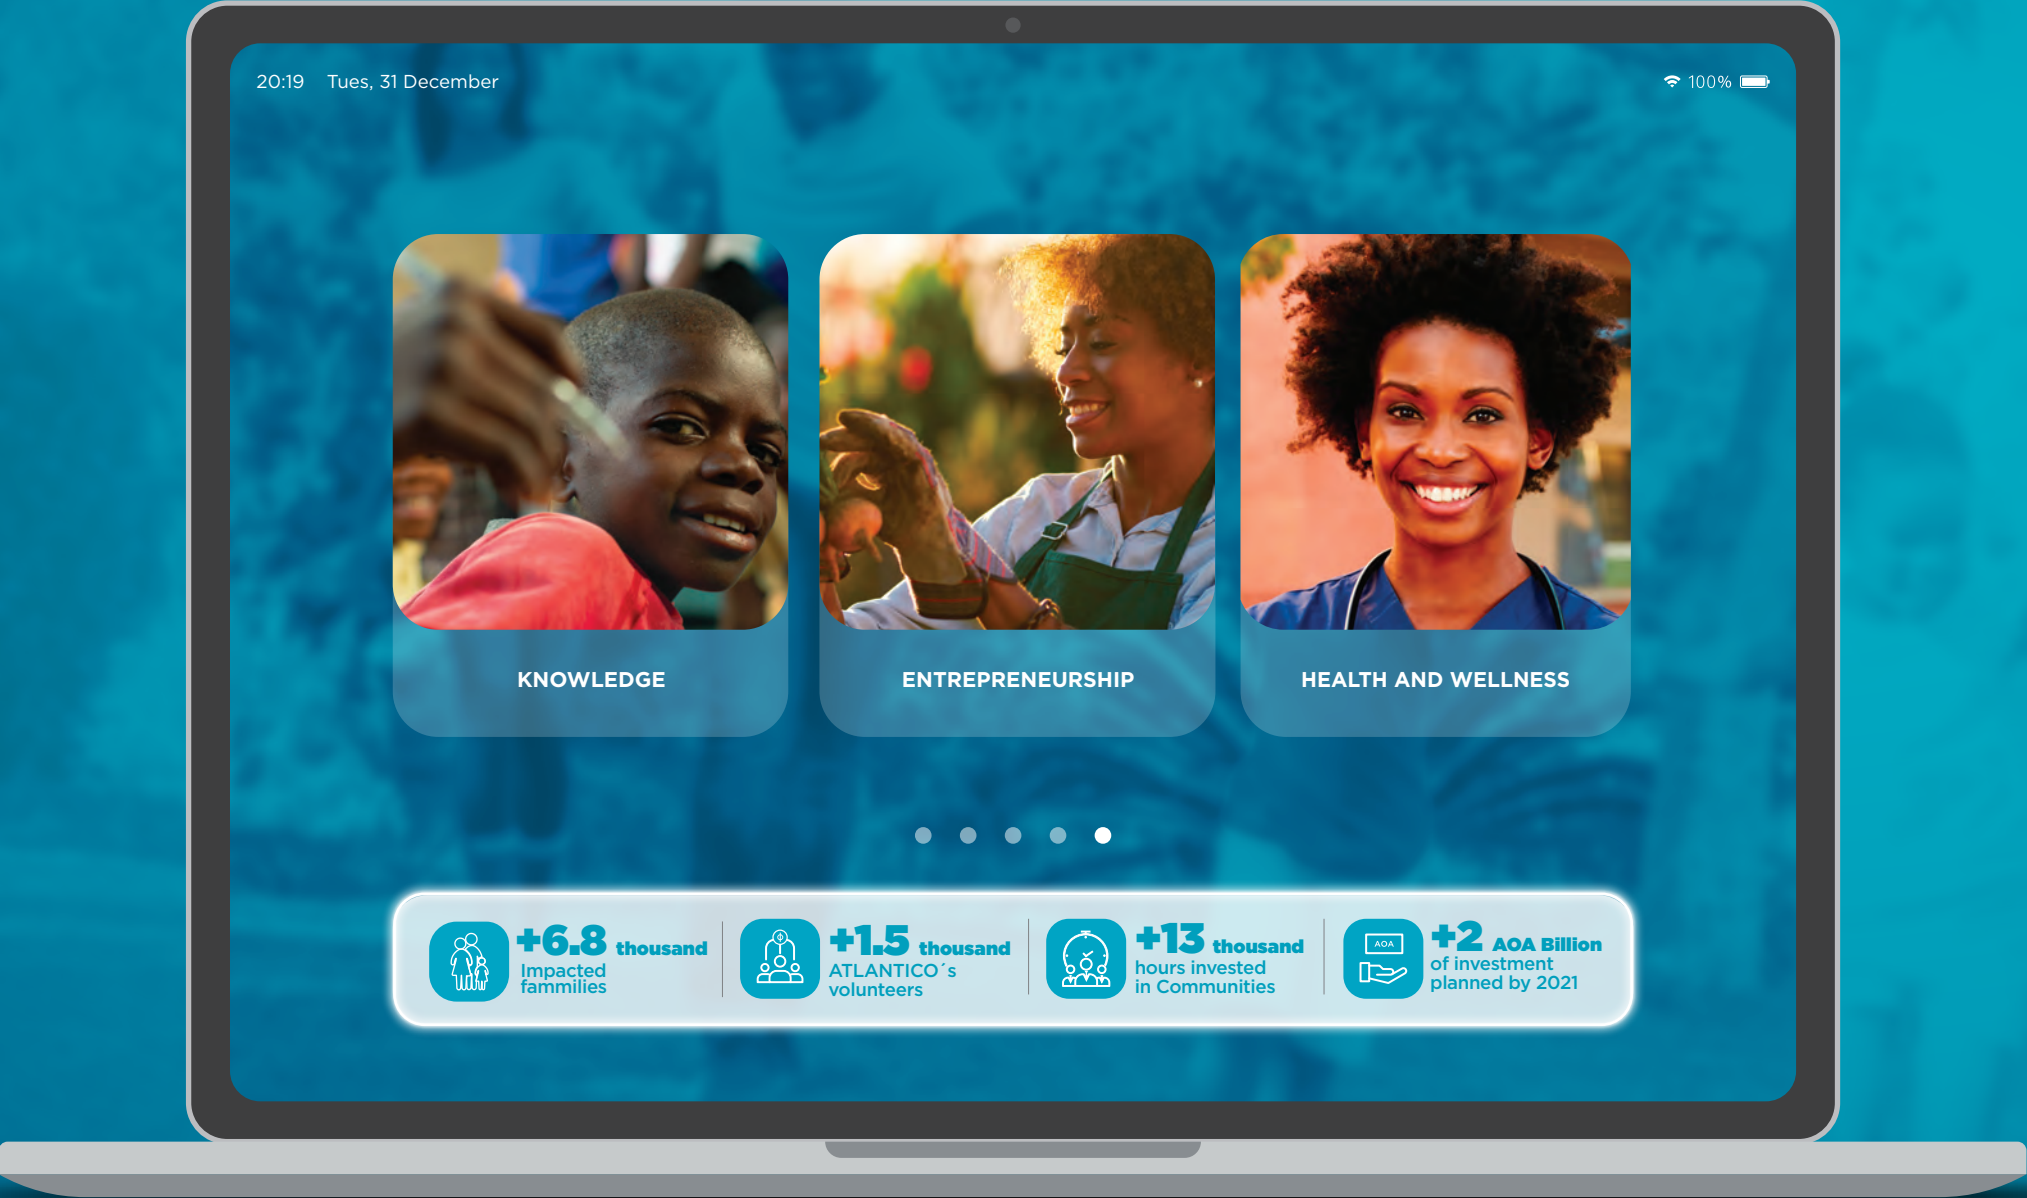 20:19 Tues, 31 December
100%
KNOWLEDGE
ENTREPRENEURSHIP
HEALTH AND WELLNESS
+6.8 thousand
Impacted
fammilies
+1.5 thousand
ATLANTICO´s
volunteers
+13 thousand
hours invested
in Communities
AOA
+2 AOA Billion
of investment
planned by 2021